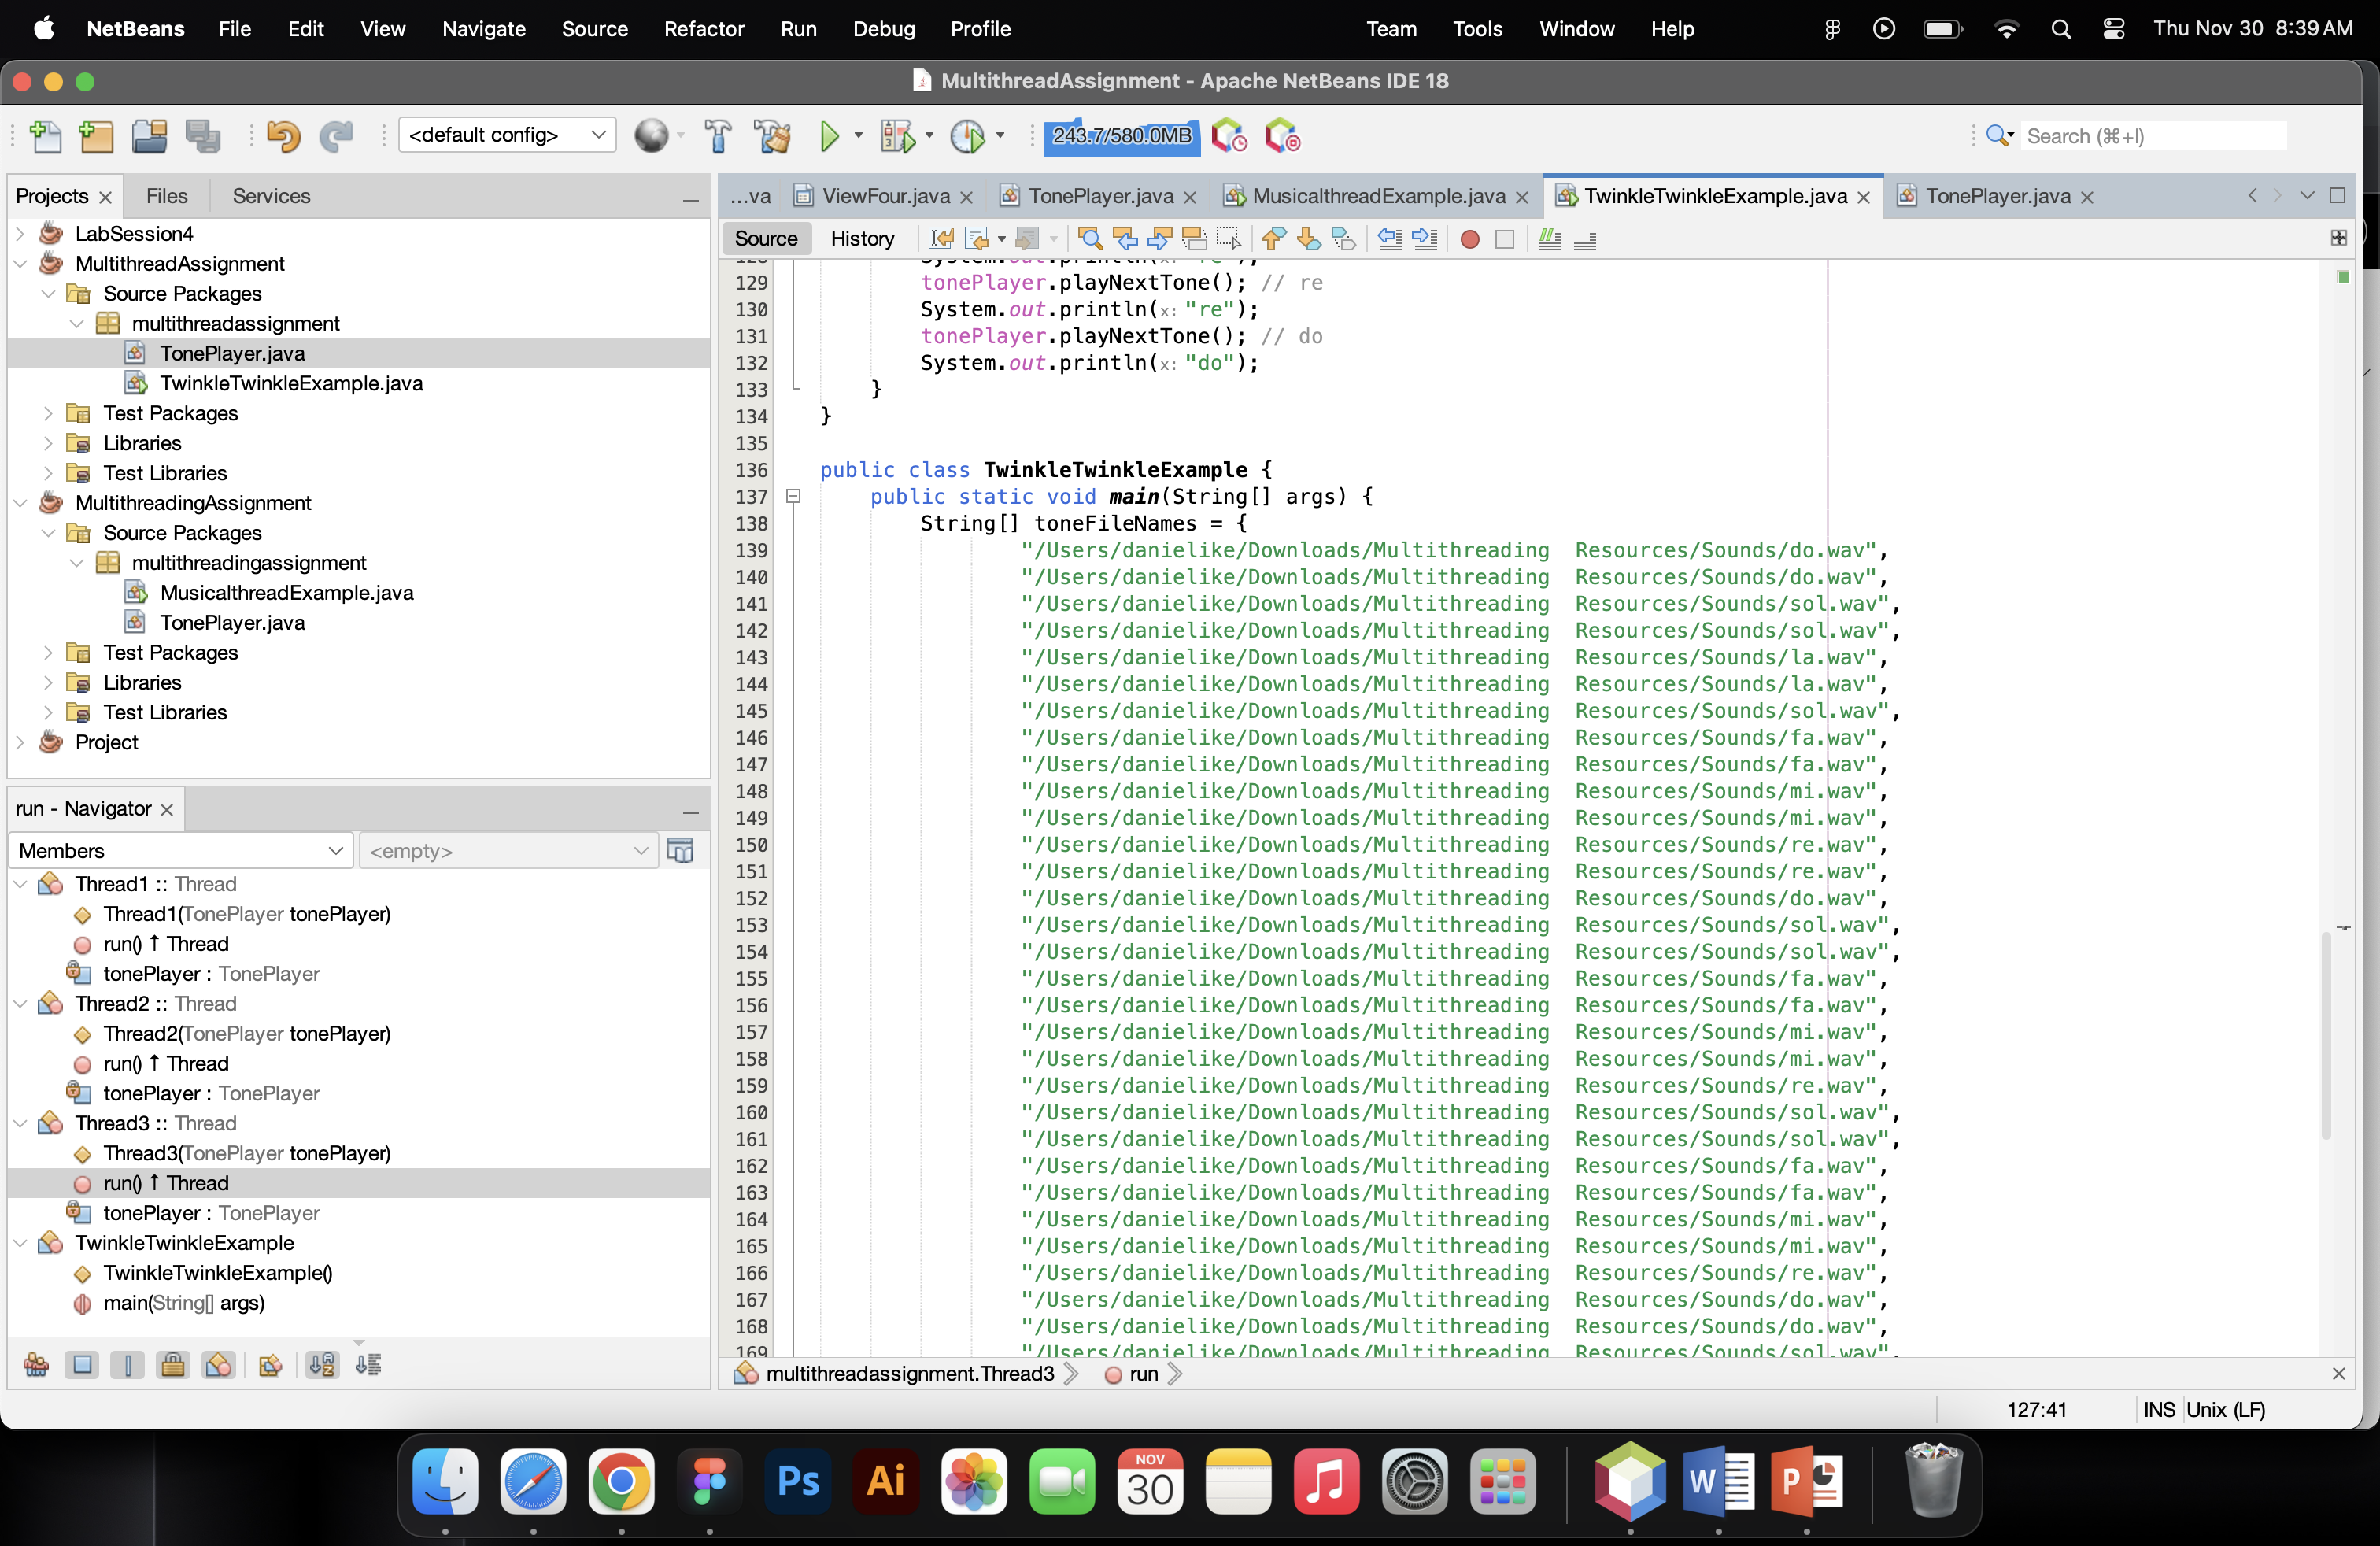 NetBeans File Edit View Navigate Source Refactor Run Debug Profile Team Tools Window Help Thu Nov 30 8:39 AM
MultithreadAssignment - Apache NetBeans IDE 18
<default config> 243.7/580.0MB Search (⌘+I)
Projects Files Services
LabSession4
MultithreadAssignment
Source Packages
multithreadassignment
TonePlayer.java
TwinkleTwinkleExample.java
Test Packages
Libraries
Test Libraries
MultithreadingAssignment
Source Packages
multithreadingassignment
MusicalthreadExample.java
TonePlayer.java
Test Packages
Libraries
Test Libraries
Project
run - Navigator
Members <empty>
Thread1 :: Thread
Thread1(TonePlayer tonePlayer)
run() ↑ Thread
tonePlayer : TonePlayer
Thread2 :: Thread
Thread2(TonePlayer tonePlayer)
run() ↑ Thread
tonePlayer : TonePlayer
Thread3 :: Thread
Thread3(TonePlayer tonePlayer)
run() ↑ Thread
tonePlayer : TonePlayer
TwinkleTwinkleExample
TwinkleTwinkleExample()
main(String[] args)
...va ViewFour.java TonePlayer.java MusicalthreadExample.java TwinkleTwinkleExample.java TonePlayer.java
Source History
128 System.out.println(x: "re");
129 tonePlayer.playNextTone(); // re
130 System.out.println(x: "re");
131 tonePlayer.playNextTone(); // do
132 System.out.println(x: "do");
133 }
134 }
135
136 public class TwinkleTwinkleExample {
137 public static void main(String[] args) {
138 String[] toneFileNames = {
139 "/Users/danielike/Downloads/Multithreading  Resources/Sounds/do.wav",
140 "/Users/danielike/Downloads/Multithreading  Resources/Sounds/do.wav",
141 "/Users/danielike/Downloads/Multithreading  Resources/Sounds/sol.wav",
142 "/Users/danielike/Downloads/Multithreading  Resources/Sounds/sol.wav",
143 "/Users/danielike/Downloads/Multithreading  Resources/Sounds/la.wav",
144 "/Users/danielike/Downloads/Multithreading  Resources/Sounds/la.wav",
145 "/Users/danielike/Downloads/Multithreading  Resources/Sounds/sol.wav",
146 "/Users/danielike/Downloads/Multithreading  Resources/Sounds/fa.wav",
147 "/Users/danielike/Downloads/Multithreading  Resources/Sounds/fa.wav",
148 "/Users/danielike/Downloads/Multithreading  Resources/Sounds/mi.wav",
149 "/Users/danielike/Downloads/Multithreading  Resources/Sounds/mi.wav",
150 "/Users/danielike/Downloads/Multithreading  Resources/Sounds/re.wav",
151 "/Users/danielike/Downloads/Multithreading  Resources/Sounds/re.wav",
152 "/Users/danielike/Downloads/Multithreading  Resources/Sounds/do.wav",
153 "/Users/danielike/Downloads/Multithreading  Resources/Sounds/sol.wav",
154 "/Users/danielike/Downloads/Multithreading  Resources/Sounds/sol.wav",
155 "/Users/danielike/Downloads/Multithreading  Resources/Sounds/fa.wav",
156 "/Users/danielike/Downloads/Multithreading  Resources/Sounds/fa.wav",
157 "/Users/danielike/Downloads/Multithreading  Resources/Sounds/mi.wav",
158 "/Users/danielike/Downloads/Multithreading  Resources/Sounds/mi.wav",
159 "/Users/danielike/Downloads/Multithreading  Resources/Sounds/re.wav",
160 "/Users/danielike/Downloads/Multithreading  Resources/Sounds/sol.wav",
161 "/Users/danielike/Downloads/Multithreading  Resources/Sounds/sol.wav",
162 "/Users/danielike/Downloads/Multithreading  Resources/Sounds/fa.wav",
163 "/Users/danielike/Downloads/Multithreading  Resources/Sounds/fa.wav",
164 "/Users/danielike/Downloads/Multithreading  Resources/Sounds/mi.wav",
165 "/Users/danielike/Downloads/Multithreading  Resources/Sounds/mi.wav",
166 "/Users/danielike/Downloads/Multithreading  Resources/Sounds/re.wav",
167 "/Users/danielike/Downloads/Multithreading  Resources/Sounds/do.wav",
168 "/Users/danielike/Downloads/Multithreading  Resources/Sounds/do.wav",
169 "/Users/danielike/Downloads/Multithreading  Resources/Sounds/sol.wav",
multithreadassignment.Thread3 run
127:41 INS Unix (LF)
Ps Ai NOV 30 W P